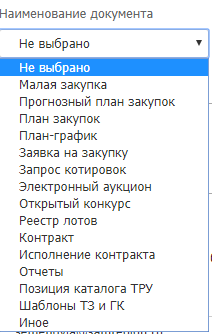 Наименование документа
Не выбрано
Не выбрано
Малая закупка
Прогнозный план закупок
План закупок
План-график
Заявка на закупку
Запрос котировок
Электронный аукцион
Открытый конкурс
Реестр лотов
Контракт
Исполнение контракта
Отчеты
Позиция каталога ТРУ
Шаблоны ТЗ и ГК
Иное